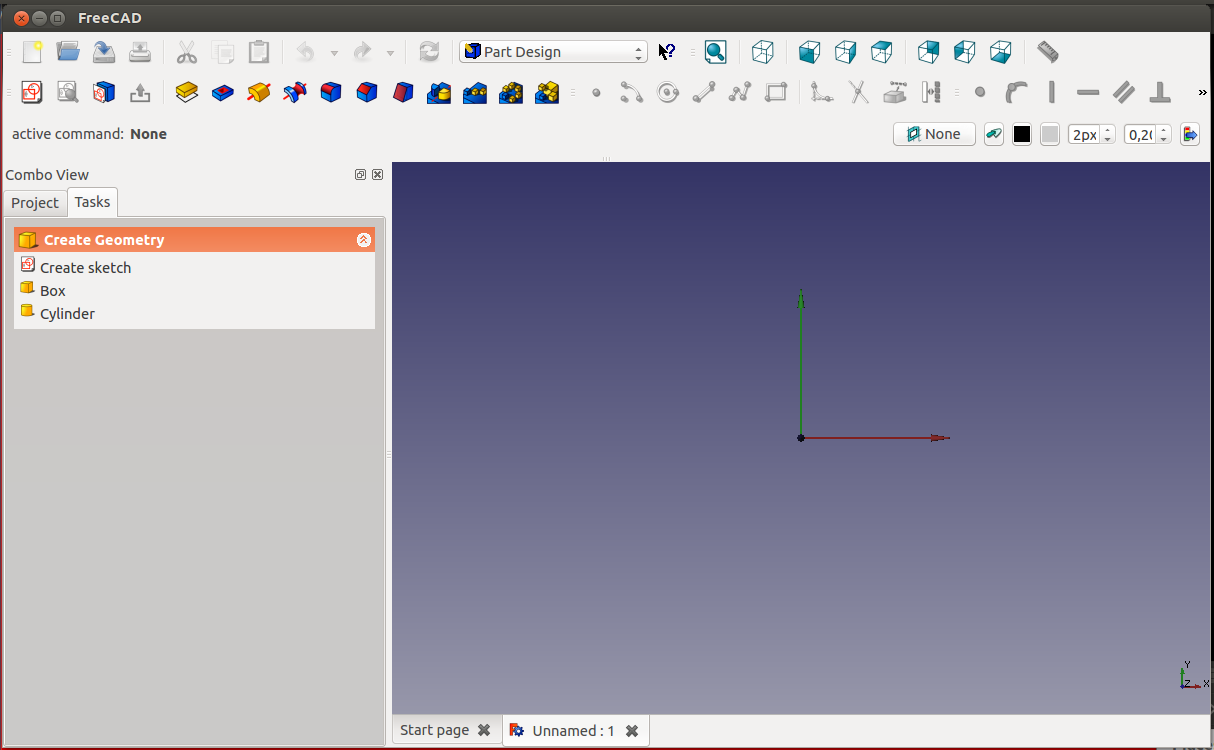 FreeCAD
Part Design
»
active command: None
None
2px
0,20
Combo View
Project
Tasks
Create Geometry
Create sketch
Box
Cylinder
Y
Z X
Start page
Unnamed : 1